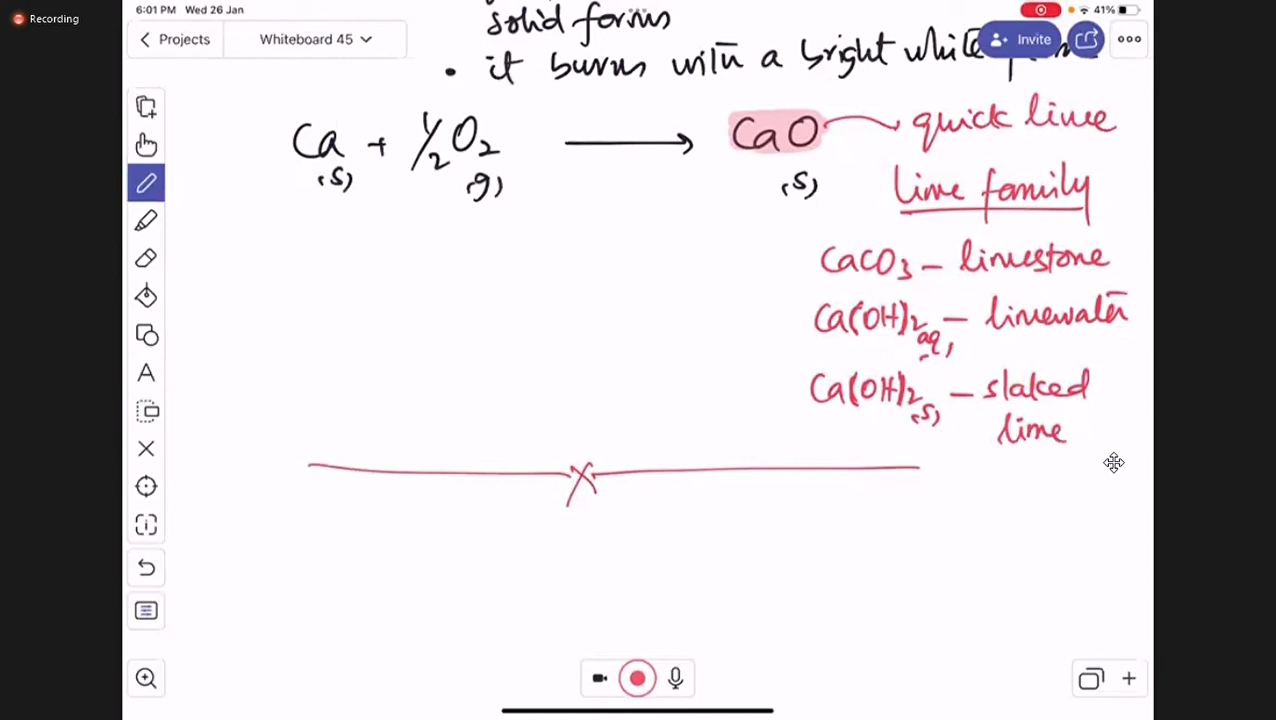 Recording
6:01 PM Wed 26 Jan
41%
Projects
Whiteboard 45
Invite
solid forms
• it burns with a bright white
Ca(s) + 1/2 O2(g) ⟶ CaO(s)
quick lime
lime family
CaCO3 – limestone
Ca(OH)2 aq, – limewater
Ca(OH)2(s) – slaked
lime
X
A